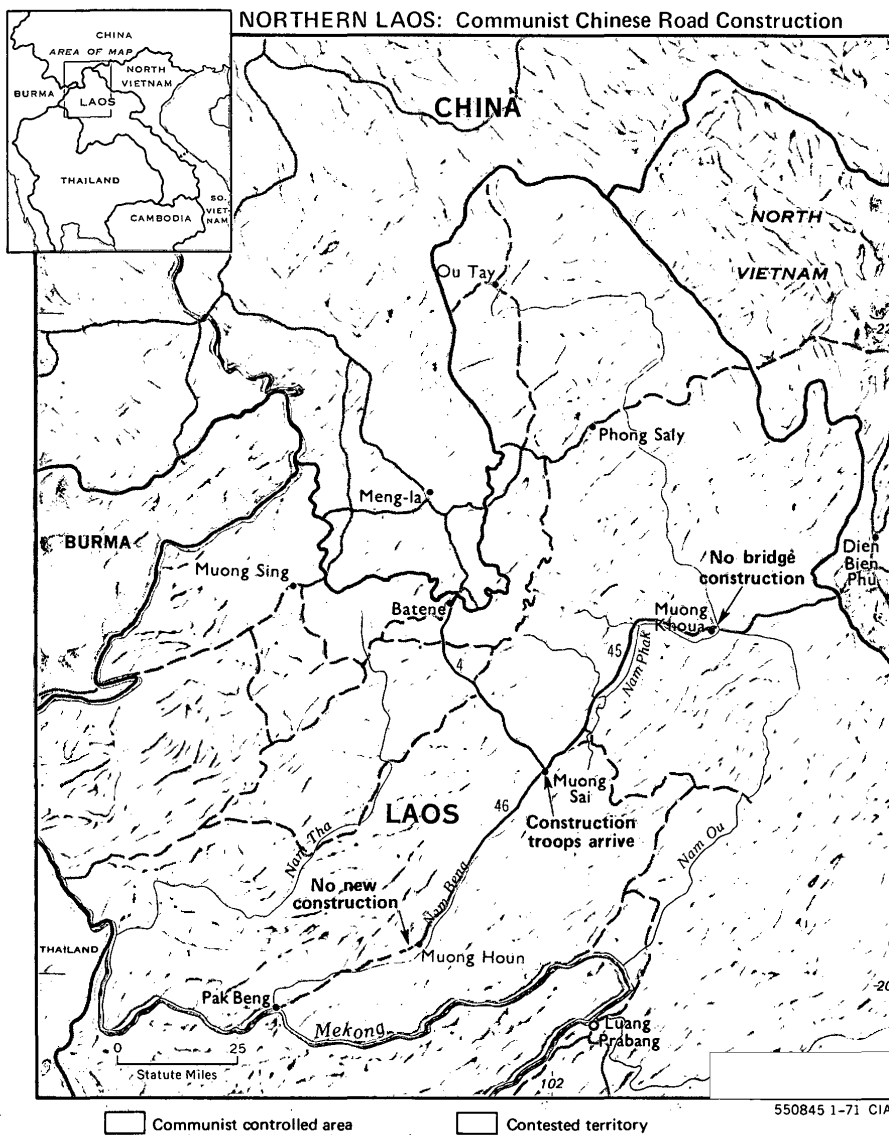 NORTHERN LAOS: Communist Chinese Road Construction
CHINA
AREA OF MAP
NORTH
VIETNAM
BURMA
LAOS
THAILAND
SO.
VIET-
NAM
CAMBODIA
CHINA
NORTH
VIETNAM
Ou Tay
22
Phong Saly
Meng-la
BURMA
Dien
Bien
Phu
No bridge
construction
Muong Sing
Batene
Muong
Khoua
45
Nam Phak
4
Muong
Sai
46
LAOS
Construction
troops arrive
Nam Tha
Nam Ou
No new
construction
Nam Beng
THAILAND
Muong Houn
Pak Beng
20
Mekong
Luang
Prabang
0 25
Statute Miles
102
550845 1-71 CIA
Communist controlled area
Contested territory